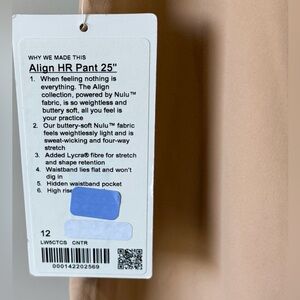 WHY WE MADE THIS
Align HR Pant 25"
1. When feeling nothing is
everything. The Align
collection, powered by Nulu™
fabric, is so weightless and
buttery soft, all you feel is
your practice
2. Our buttery-soft Nulu™ fabric
feels weightlessly light and is
sweat-wicking and four-way
stretch
3. Added Lycra® fibre for stretch
and shape retention
4. Waistband lies flat and won't
dig in
5. Hidden waistband pocket
6. High rise
12
LW5CTCS CNTR
000142202569